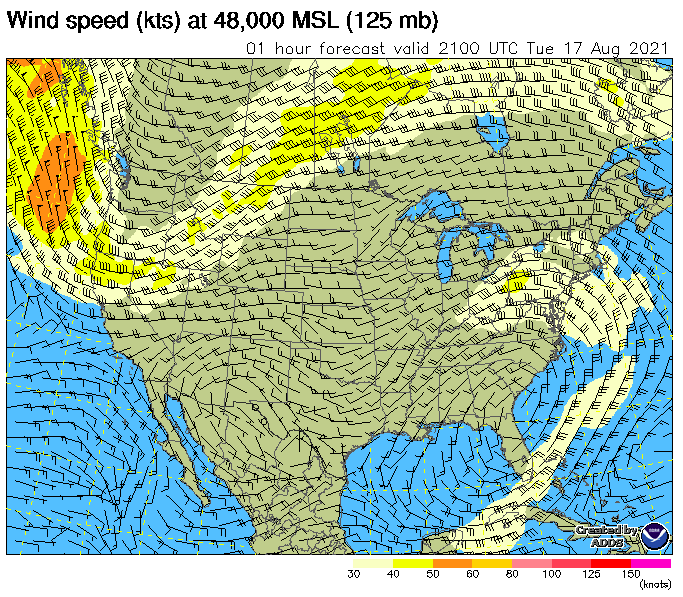 Wind speed (kts) at 48,000 MSL (125 mb)
01 hour forecast valid 2100 UTC Tue 17 Aug 2021
Created by
ADDS
30 40 50 60 80 100 125 150
(knots)